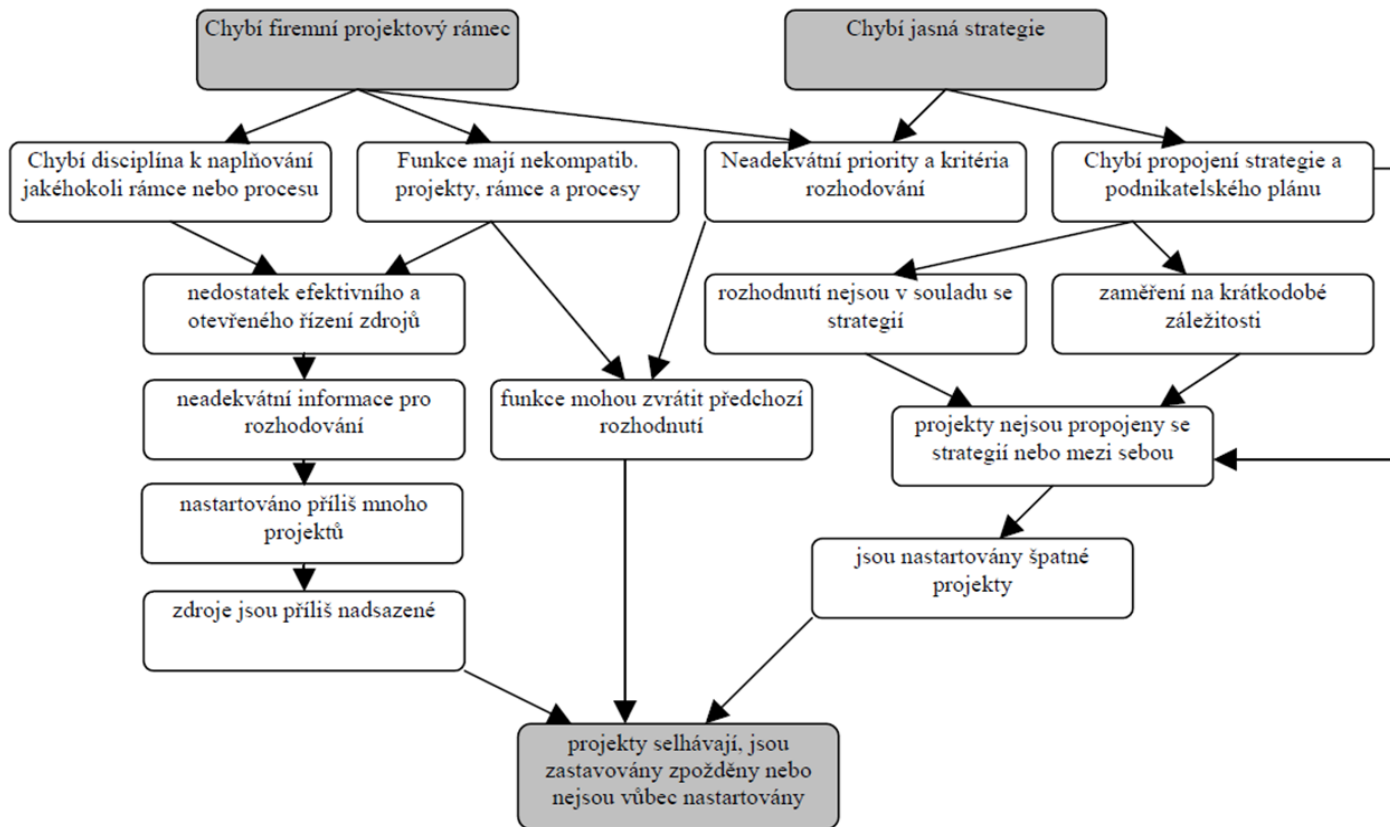 Chybí firemní projektový rámec
Chybí jasná strategie
Chybí disciplína k naplňování
jakéhokoli rámce nebo procesu
Funkce mají nekompatib.
projekty, rámce a procesy
Neadekvátní priority a kritéria
rozhodování
Chybí propojení strategie a
podnikatelského plánu
nedostatek efektivního a
otevřeného řízení zdrojů
rozhodnutí nejsou v souladu se
strategií
zaměření na krátkodobé
záležitosti
neadekvátní informace pro
rozhodování
funkce mohou zvrátit předchozí
rozhodnutí
projekty nejsou propojeny se
strategií nebo mezi sebou
nastartováno příliš mnoho
projektů
jsou nastartovány špatné
projekty
zdroje jsou příliš nadsazené
projekty selhávají, jsou
zastavovány zpožděny nebo
nejsou vůbec nastartovány